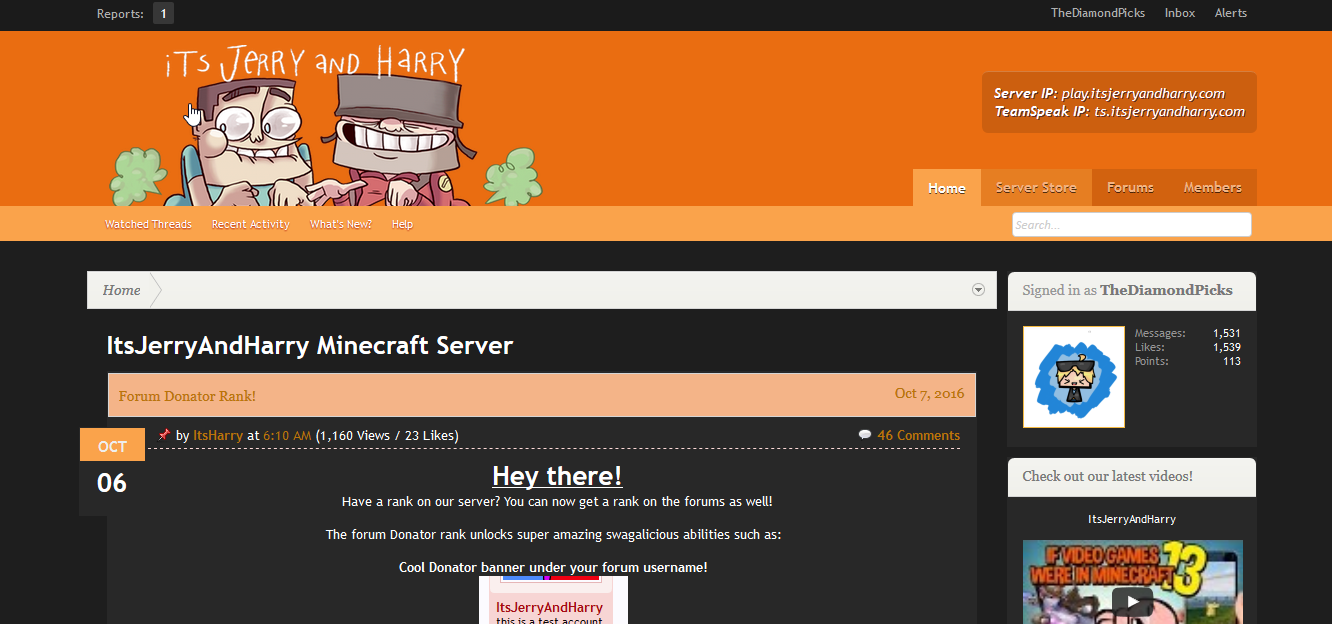 Reports: 1
TheDiamondPicks Inbox Alerts
iTs JERRY AND HARRY
Server IP: play.itsjerryandharry.com
TeamSpeak IP: ts.itsjerryandharry.com
Home Server Store Forums Members
Watched Threads Recent Activity What's New? Help
Search...
Home
ItsJerryAndHarry Minecraft Server
Forum Donator Rank! Oct 7, 2016
OCT
06
by ItsHarry at 6:10 AM (1,160 Views / 23 Likes) 46 Comments
Hey there!
Have a rank on our server? You can now get a rank on the forums as well!
The forum Donator rank unlocks super amazing swagalicious abilities such as:
Cool Donator banner under your forum username!
ItsJerryAndHarry
this is a test account
Signed in as TheDiamondPicks
Messages: 1,531
Likes: 1,539
Points: 113
Check out our latest videos!
ItsJerryAndHarry
IF VIDEO GAMES
WERE IN MINECRAFT 13